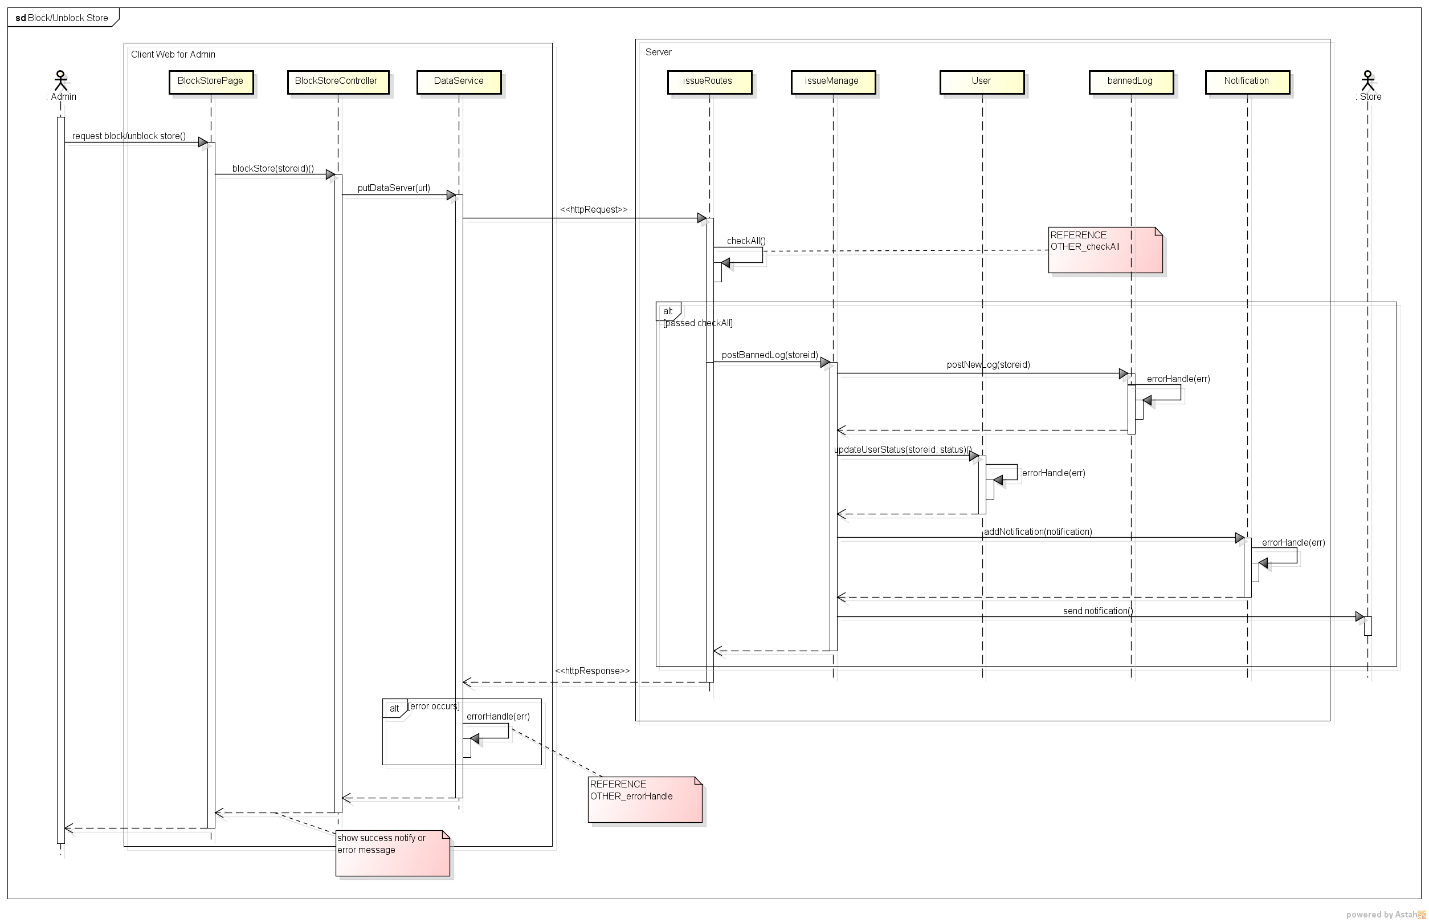 sd Block/Unblock Store
Client Web for Admin
Server
BlockStorePage
BlockStoreController
DataService
issueRoutes
issueManage
User
bannedLog
Notification
: Admin
: Store
request block/unblock store()
blockStore(storeid)()
putDataServer(url)
<<httpRequest>>
checkAll()
REFERENCE
OTHER_checkAll
alt
[passed checkAll]
postBannedLog(storeid)
postNewLog(storeid)
errorHandle(err)
updateUserStatus(storeid, status)()
errorHandle(err)
addNotification(notification)
errorHandle(err)
send notification()
<<httpResponse>>
alt
[error occurs]
errorHandle(err)
REFERENCE
OTHER_errorHandle
show success notify or
error message
powered by Astah